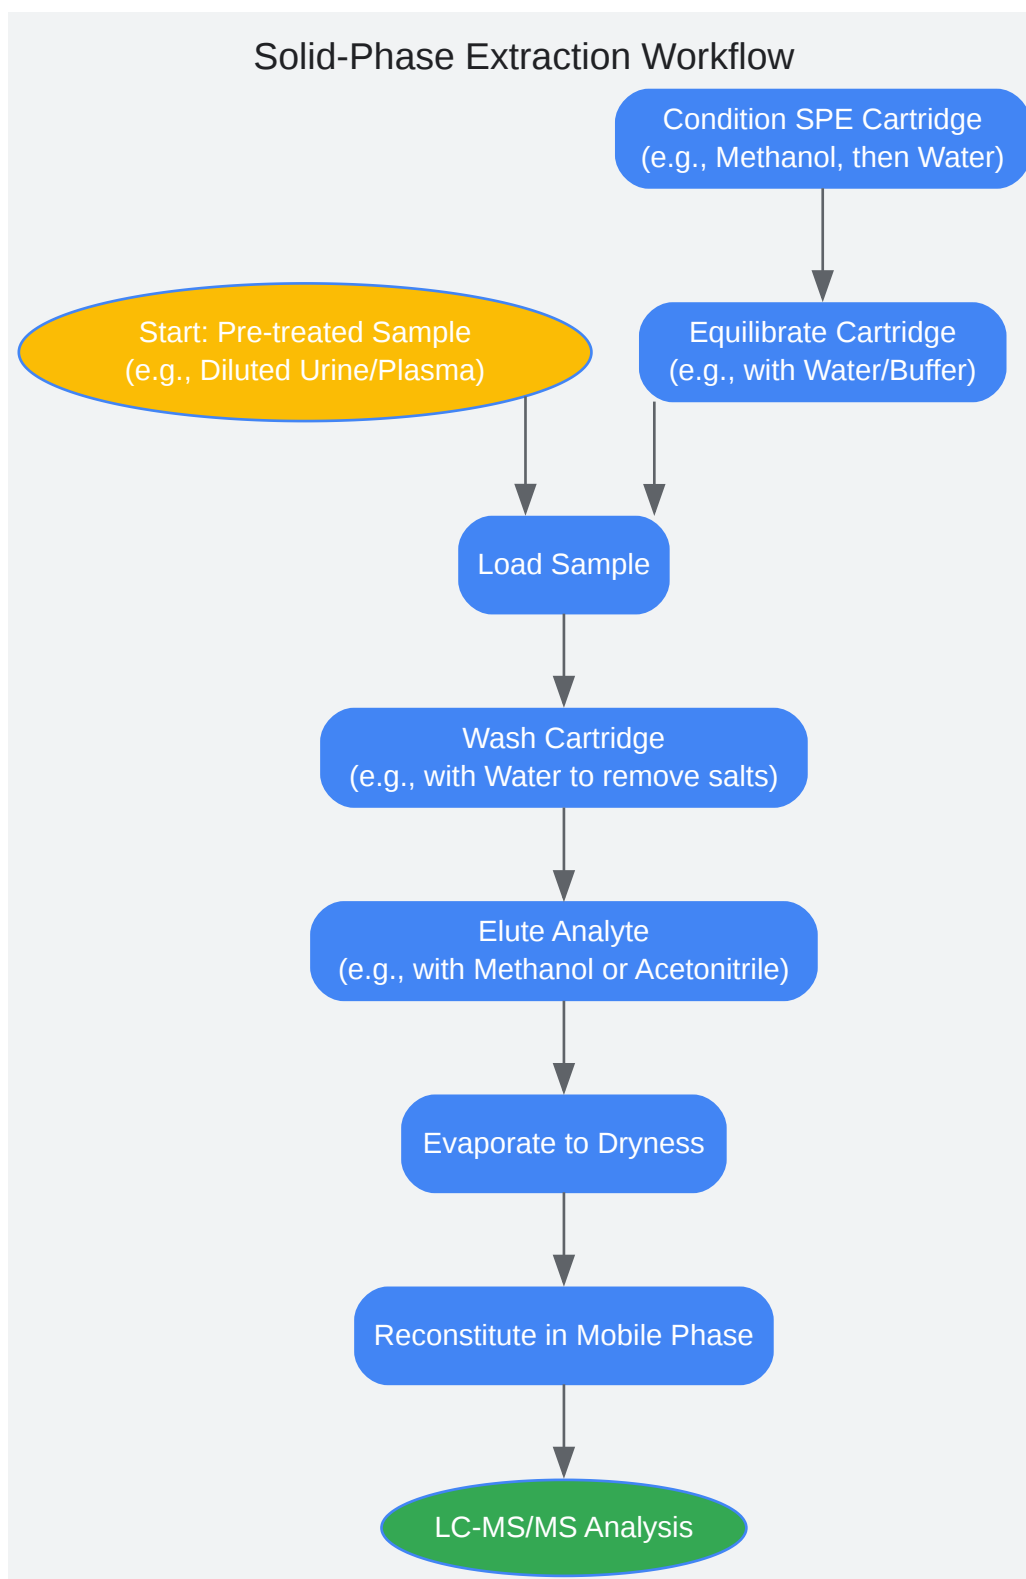 Solid-Phase Extraction Workflow
Condition SPE Cartridge
(e.g., Methanol, then Water)
Start: Pre-treated Sample
(e.g., Diluted Urine/Plasma)
Equilibrate Cartridge
(e.g., with Water/Buffer)
Load Sample
Wash Cartridge
(e.g., with Water to remove salts)
Elute Analyte
(e.g., with Methanol or Acetonitrile)
Evaporate to Dryness
Reconstitute in Mobile Phase
LC-MS/MS Analysis